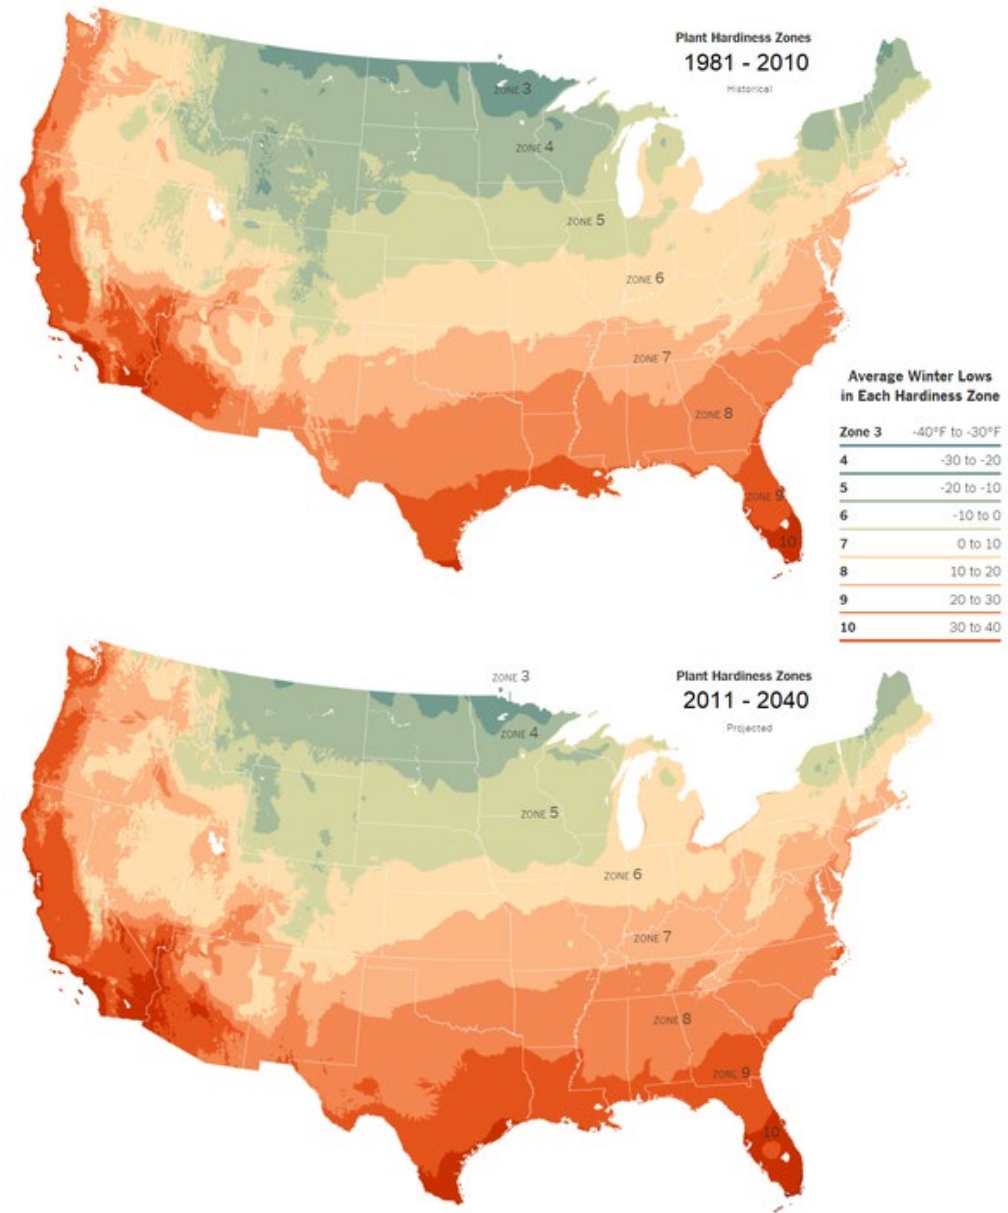 Plant Hardiness Zones
1981 - 2010
Historical
ZONE 3
ZONE 4
ZONE 5
ZONE 6
ZONE 7
ZONE 8
ZONE 9
10
Average Winter Lows
in Each Hardiness Zone
Zone 3 -40°F to -30°F
4 -30 to -20
5 -20 to -10
6 -10 to 0
7 0 to 10
8 10 to 20
9 20 to 30
10 30 to 40
Plant Hardiness Zones
2011 - 2040
Projected
ZONE 3
ZONE 4
ZONE 5
ZONE 6
ZONE 7
ZONE 8
ZONE 9
10